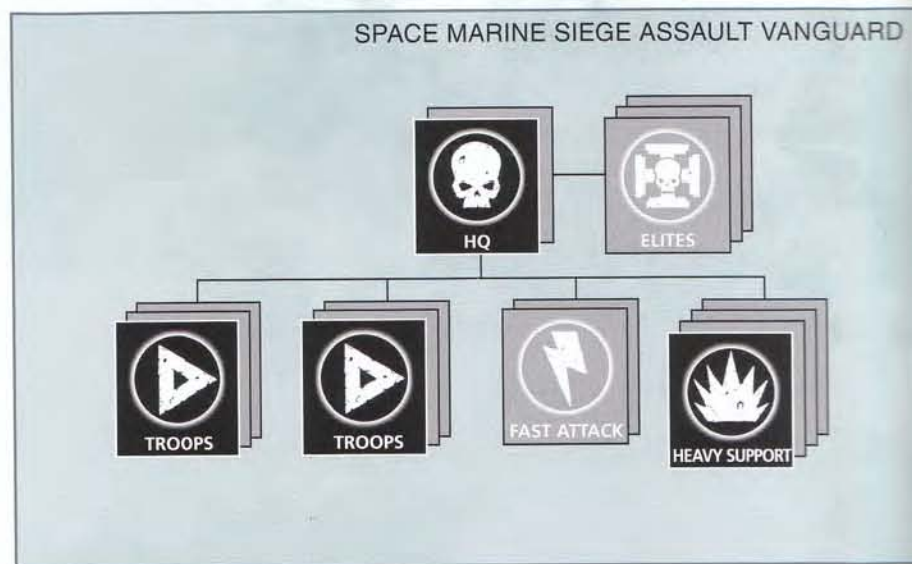 SPACE MARINE SIEGE ASSAULT VANGUARD
HQ
ELITES
TROOPS
TROOPS
FAST ATTACK
HEAVY SUPPORT